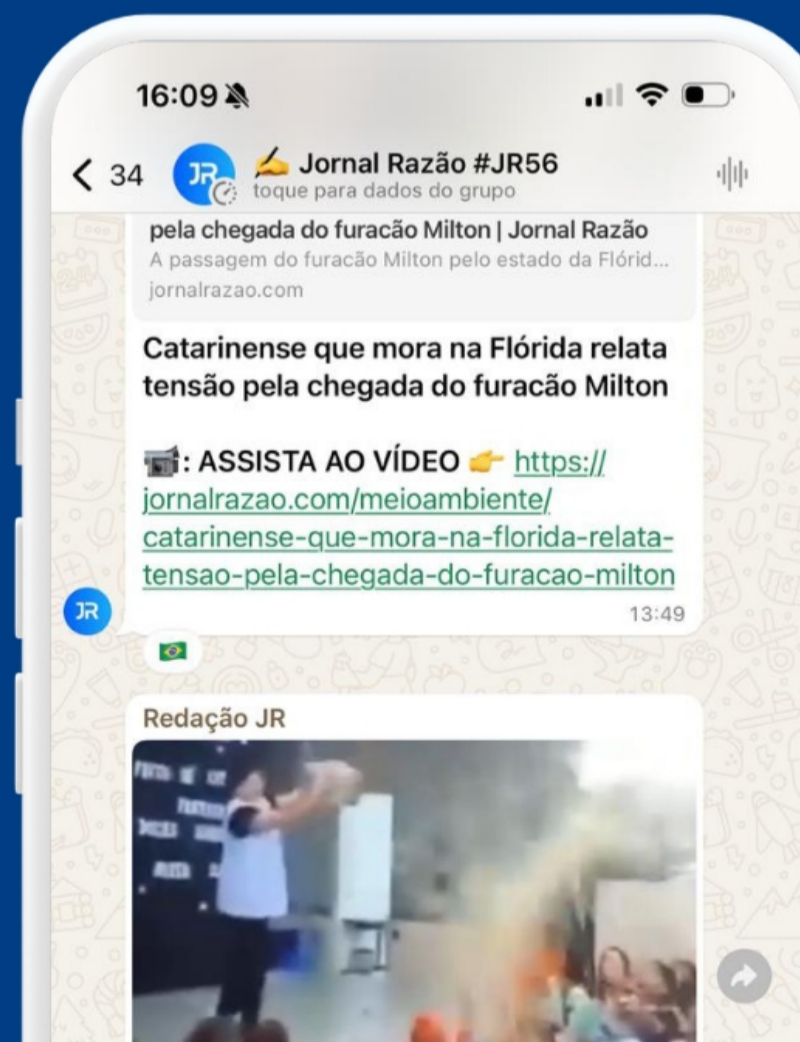 16:09
34
JR
✍️ Jornal Razão #JR56
toque para dados do grupo
pela chegada do furacão Milton | Jornal Razão
A passagem do furacão Milton pelo estado da Flórid...
jornalrazao.com
Catarinense que mora na Flórida relata
tensão pela chegada do furacão Milton
📹: ASSISTA AO VÍDEO 👉 https://
jornalrazao.com/meioambiente/
catarinense-que-mora-na-florida-relata-
tensao-pela-chegada-do-furacao-milton
13:49
JR
Redação JR